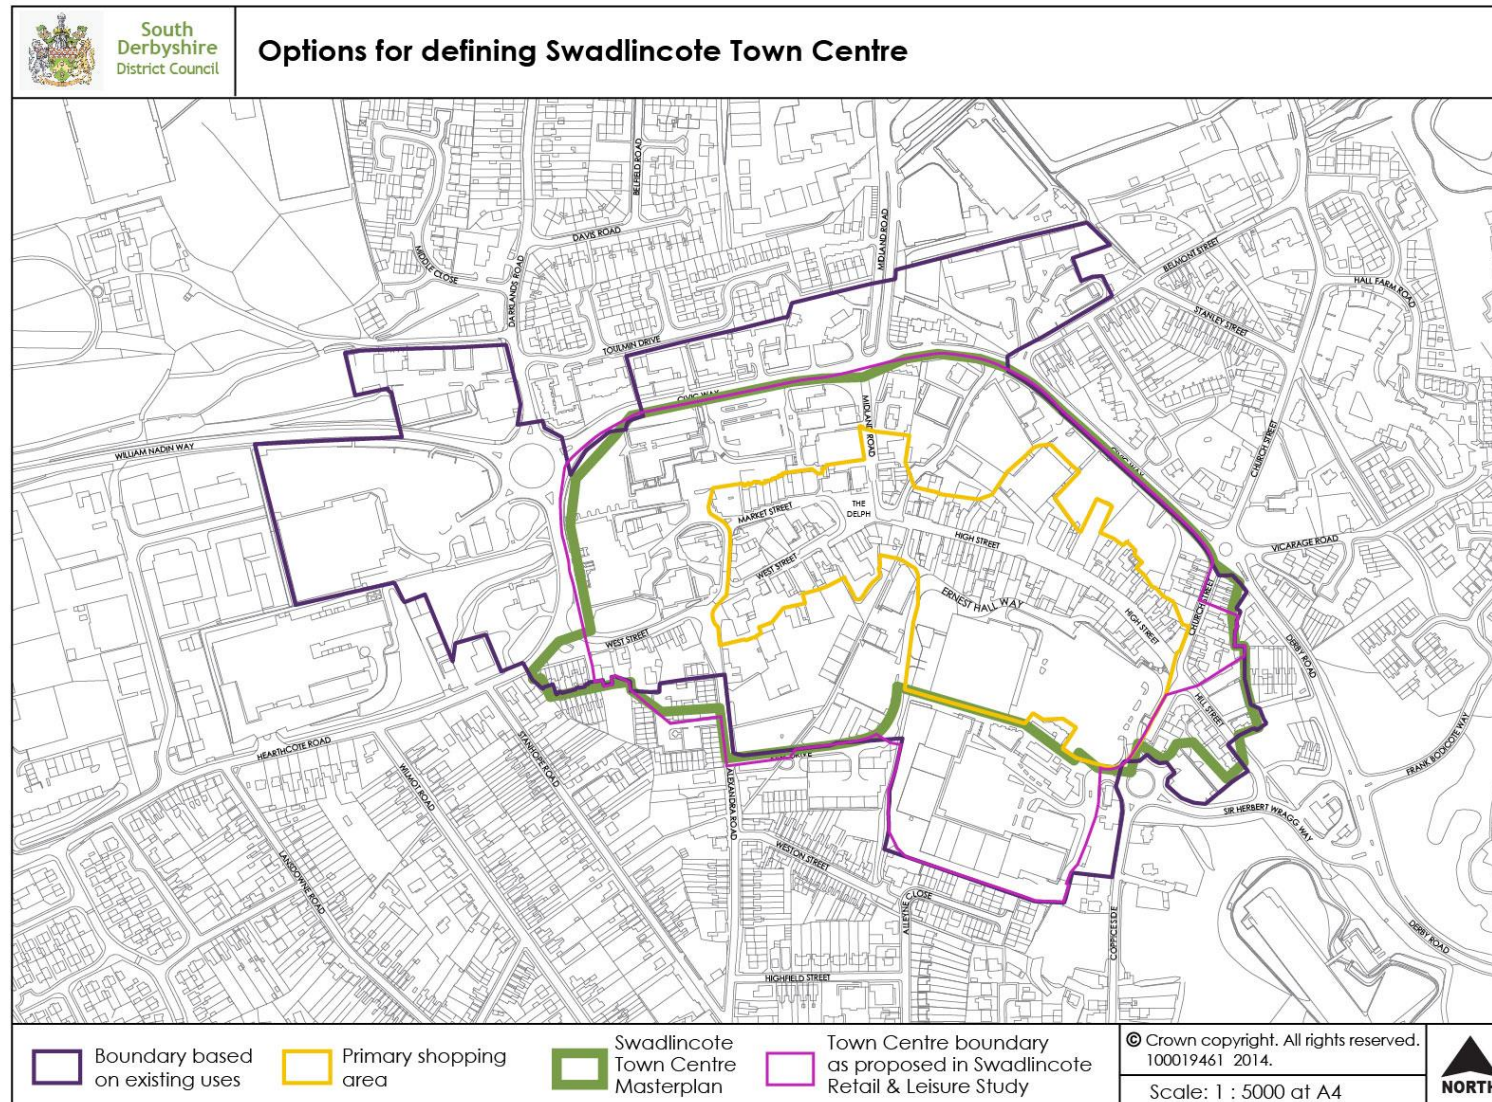 South
Derbyshire
District Council
Options for defining Swadlincote Town Centre
BELFIELD ROAD
DAVIS ROAD
MIDDLE CLOSE
DARKLANDS ROAD
MIDLAND ROAD
BELMONT STREET
HALL FARM ROAD
STANLEY STREET
TOULMIN DRIVE
CIVIC WAY
MIDLAND ROAD
CHURCH STREET
WILLIAM NADIN WAY
CIVIC WAY
MARKET STREET
THE
DELPH
HIGH STREET
VICARAGE ROAD
WEST STREET
ERNEST HALL WAY
CHURCH STREET
HIGH STREET
WEST STREET
DERBY ROAD
HILL STREET
HEARTHCOTE ROAD
STANHOPE ROAD
WILMOT ROAD
DRIVE
FRANK BODICOTE WAY
ALEXANDRA ROAD
SIR HERBERT WRAGG WAY
WESTON STREET
LANSDOWNE ROAD
ALLEYNE CLOSE
COPPICESIDE
DERBY ROAD
HIGHFIELD STREET
Boundary based
on existing uses
Primary shopping
area
Swadlincote
Town Centre
Masterplan
Town Centre boundary
as proposed in Swadlincote
Retail & Leisure Study
© Crown copyright. All rights reserved.
100019461 2014.
Scale: 1 : 5000 at A4
NORTH